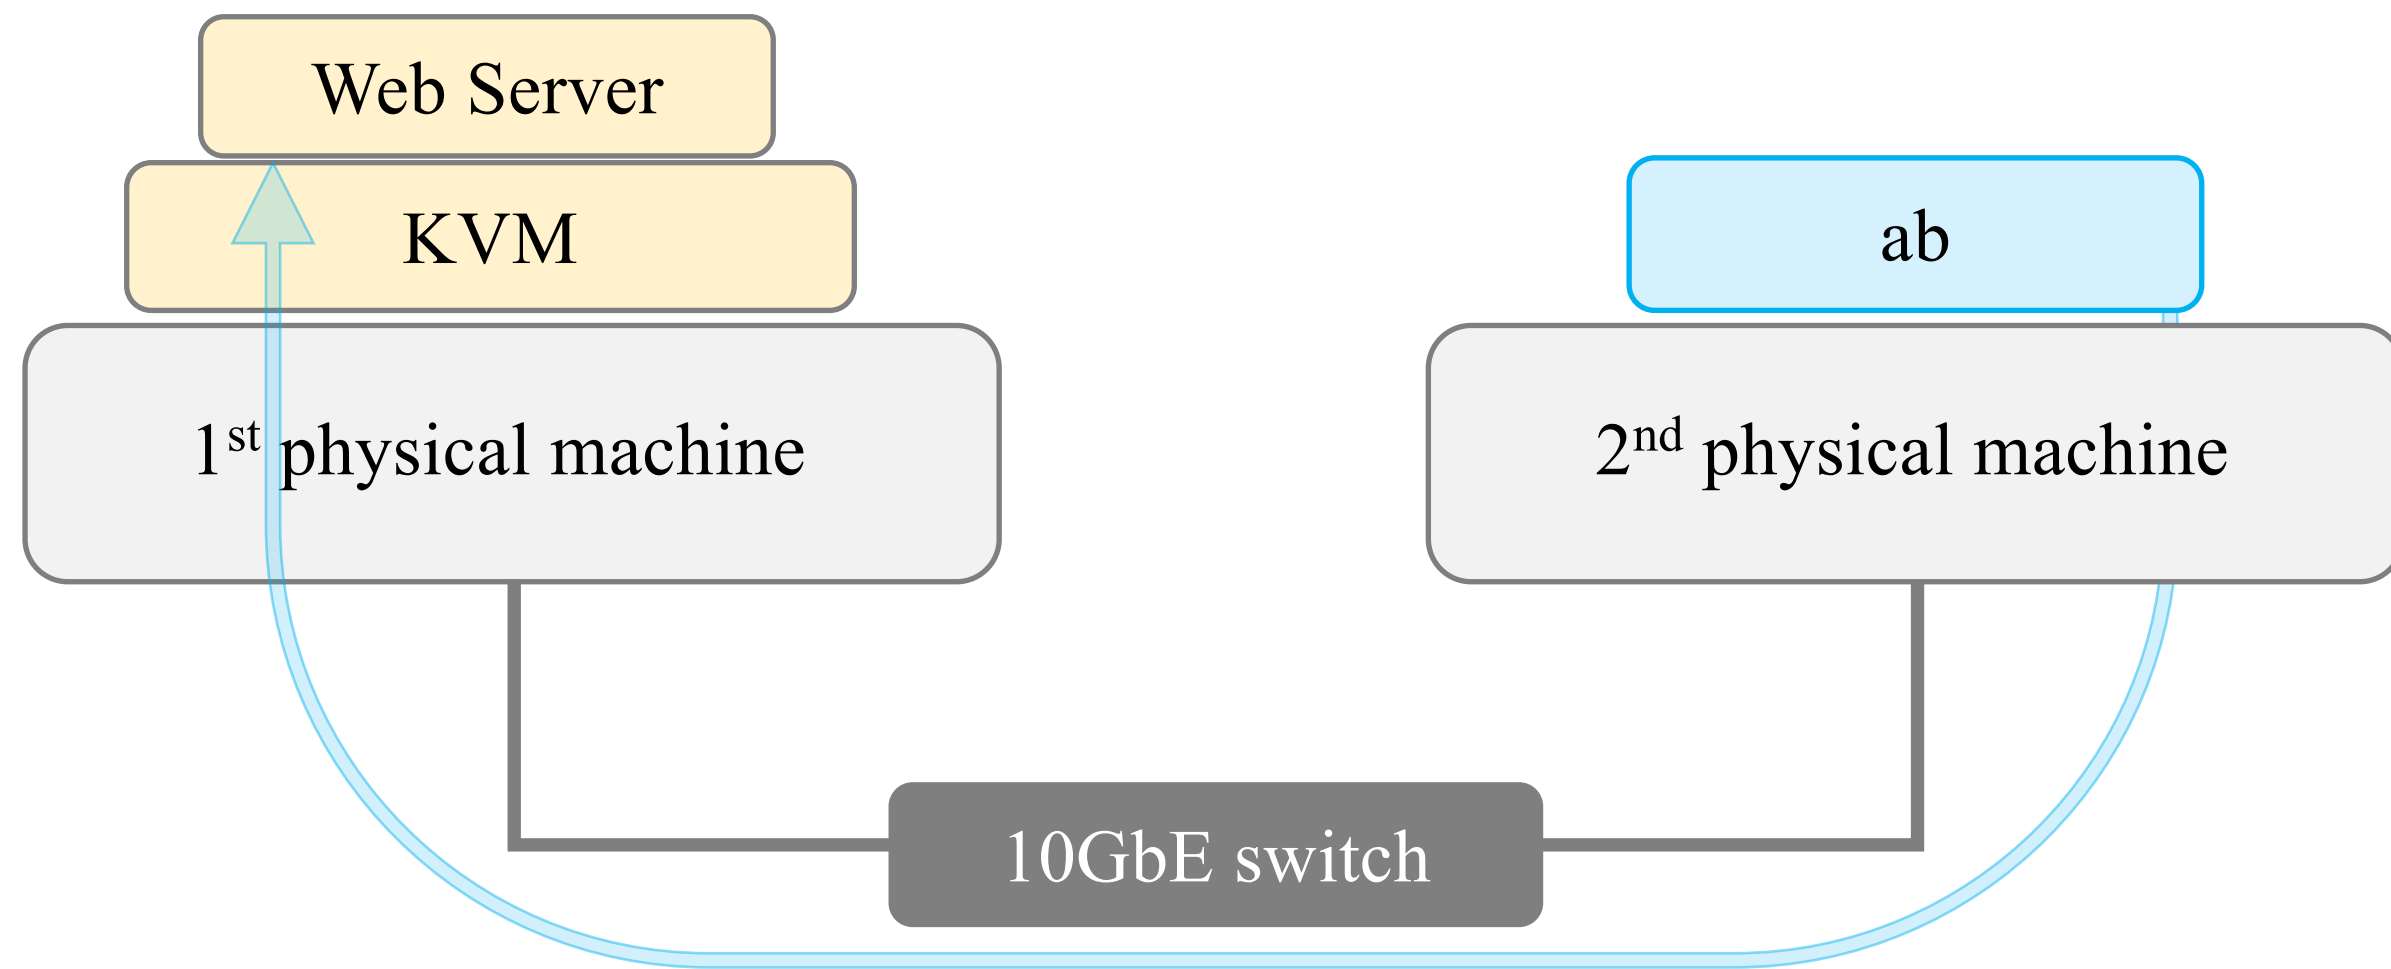 Web Server
KVM
ab
1st physical machine
2nd physical machine
10GbE switch